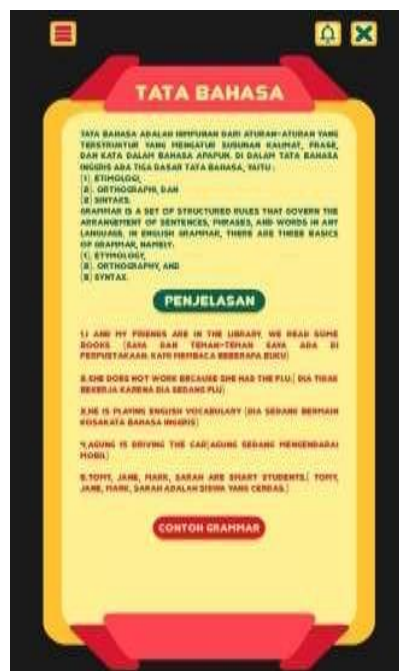 TATA BAHASA
TATA BAHASA ADALAH HIMPUNAN DARI ATURAN-ATURAN YANG
TERSTRUKTUR YANG MENGATUR SUSUNAN KALIMAT, FRASE,
DAN KATA DALAM BAHASA APAPUN. DI DALAM TATA BAHASA
INGGRIS ADA TIGA DASAR TATA BAHASA, YAITU :
(1). ETIMOLOGI,
(2). ORTHOGRAPHI, DAN
(3) SINTAKS.
GRAMMAR IS A SET OF STRUCTURED RULES THAT GOVERN THE
ARRANGEMENT OF SENTENCES, PHRASES, AND WORDS IN ANY
LANGUAGE. IN ENGLISH GRAMMAR, THERE ARE THREE BASICS
OF GRAMMAR, NAMELY:
(1). ETYMOLOGY,
(2). ORTHOGRAPHY, AND
(3) SYNTAX.
PENJELASAN
1.I AND MY FRIENDS ARE IN THE LIBRARY. WE READ SOME
BOOKS (SAYA DAN TEMAN-TEMAN SAYA ADA DI
PERPUSTAKAAN. KAMI MEMBACA BEBERAPA BUKU)
2.SHE DOES NOT WORK BECAUSE SHE HAS THE FLU.( DIA TIDAK
BEKERJA KARENA DIA SEDANG FLU)
3.HE IS PLAYING ENGLISH VOCABULARY (DIA SEDANG BERMAIN
KOSAKATA BAHASA INGGRIS)
4.AGUNG IS DRIVING THE CAR(AGUNG SEDANG MENGENDARAI
MOBIL)
5.TOMY, JANE, MARK, SARAH ARE SMART STUDENTS.( TOMY,
JANE, MARK, SARAH ADALAH SISWA YANG CERDAS.)
CONTOH GRAMMAR